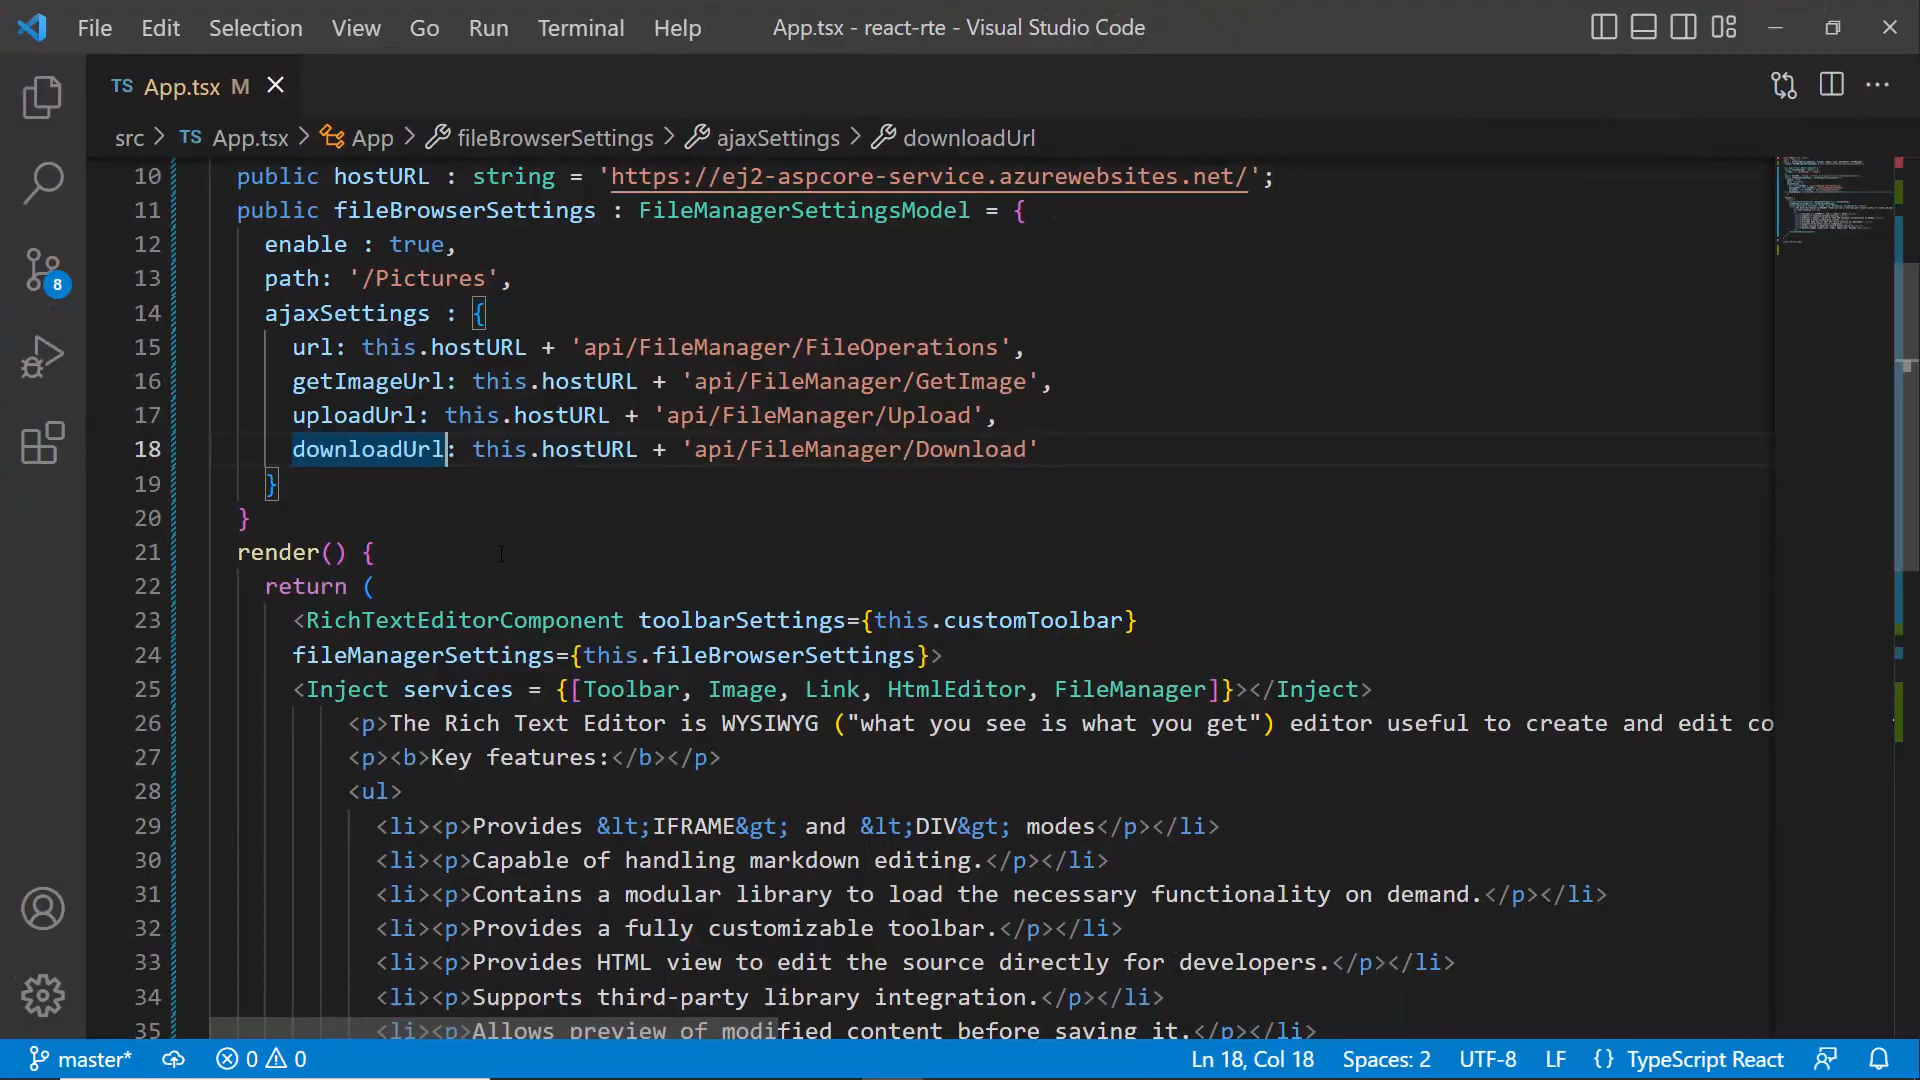 File Edit Selection View Go Run Terminal Help App.tsx - react-rte - Visual Studio Code
TS App.tsx M
src > TS App.tsx > App > fileBrowserSettings > ajaxSettings > downloadUrl
10 public hostURL : string = 'https://ej2-aspcore-service.azurewebsites.net/';
11 public fileBrowserSettings : FileManagerSettingsModel = {
12 enable : true,
13 path: '/Pictures',
14 ajaxSettings : {
15 url: this.hostURL + 'api/FileManager/FileOperations',
16 getImageUrl: this.hostURL + 'api/FileManager/GetImage',
17 uploadUrl: this.hostURL + 'api/FileManager/Upload',
18 downloadUrl: this.hostURL + 'api/FileManager/Download'
19 }
20 }
21 render() {
22 return (
23 <RichTextEditorComponent toolbarSettings={this.customToolbar}
24 fileManagerSettings={this.fileBrowserSettings}>
25 <Inject services = {[Toolbar, Image, Link, HtmlEditor, FileManager]}></Inject>
26 <p>The Rich Text Editor is WYSIWYG ("what you see is what you get") editor useful to create and edit co
27 <p><b>Key features:</b></p>
28 <ul>
29 <li><p>Provides &lt;IFRAME&gt; and &lt;DIV&gt; modes</p></li>
30 <li><p>Capable of handling markdown editing.</p></li>
31 <li><p>Contains a modular library to load the necessary functionality on demand.</p></li>
32 <li><p>Provides a fully customizable toolbar.</p></li>
33 <li><p>Provides HTML view to edit the source directly for developers.</p></li>
34 <li><p>Supports third-party library integration.</p></li>
35 <li><p>Allows preview of modified content before saving it.</p></li>
8
master* 0 0 Ln 18, Col 18 Spaces: 2 UTF-8 LF {} TypeScript React